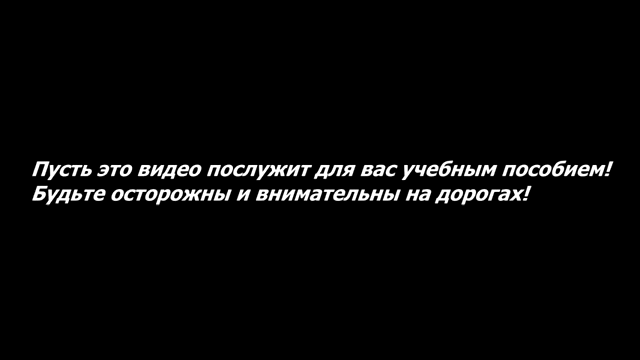 Пусть это видео послужит для вас учебным пособием!
Будьте осторожны и внимательны на дорогах!